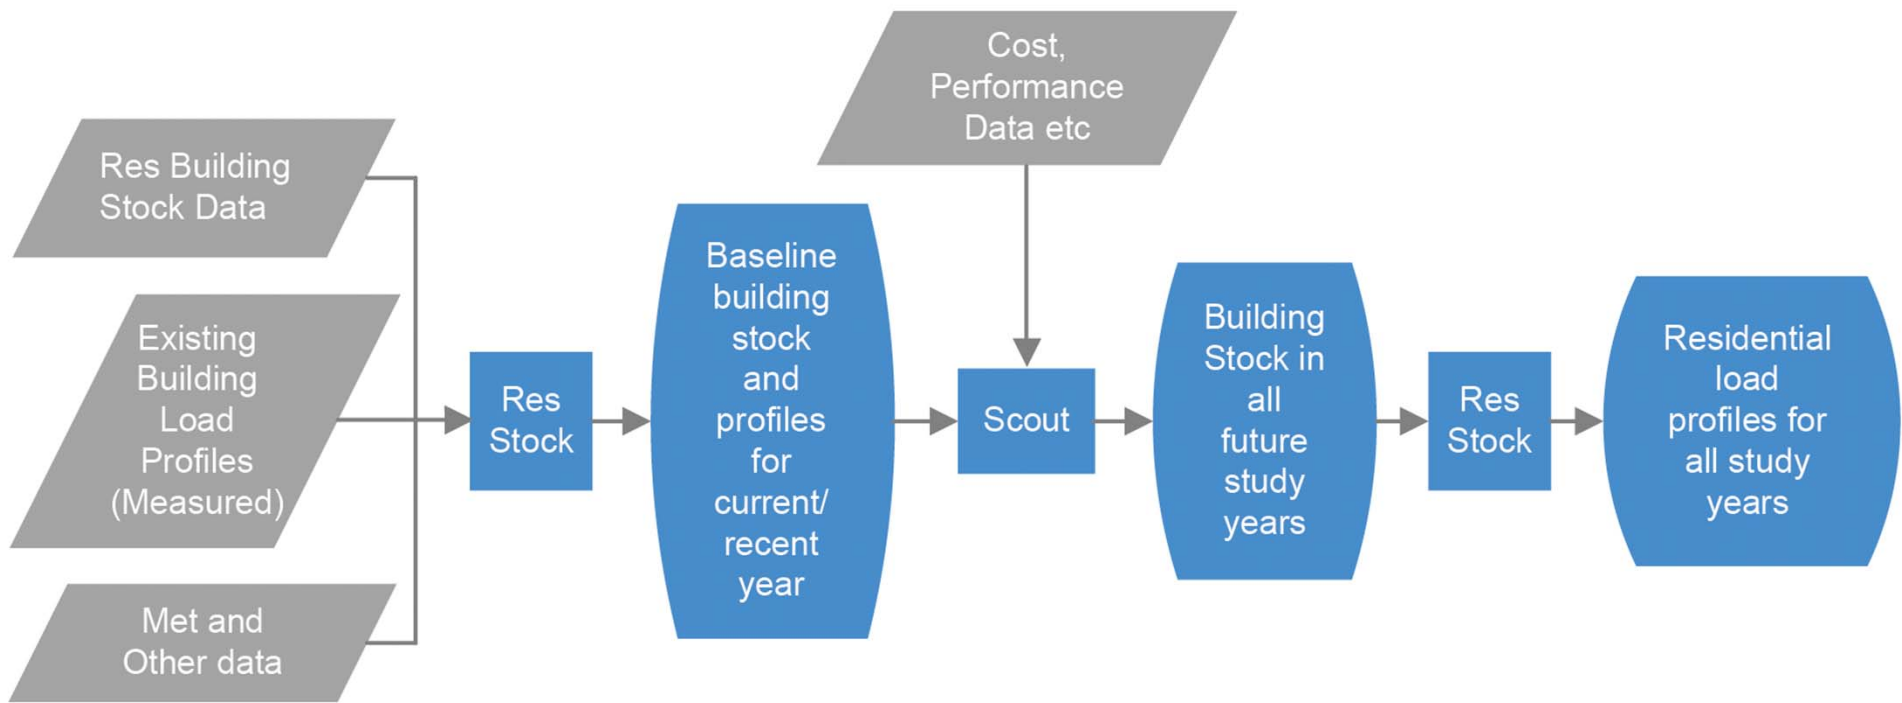 Res Building
Stock Data
Existing
Building
Load
Profiles
(Measured)
Met and
Other data
Res
Stock
Baseline
building
stock
and
profiles
for
current/
recent
year
Cost,
Performance
Data etc
Scout
Building
Stock in
all
future
study
years
Res
Stock
Residential
load
profiles for
all study
years